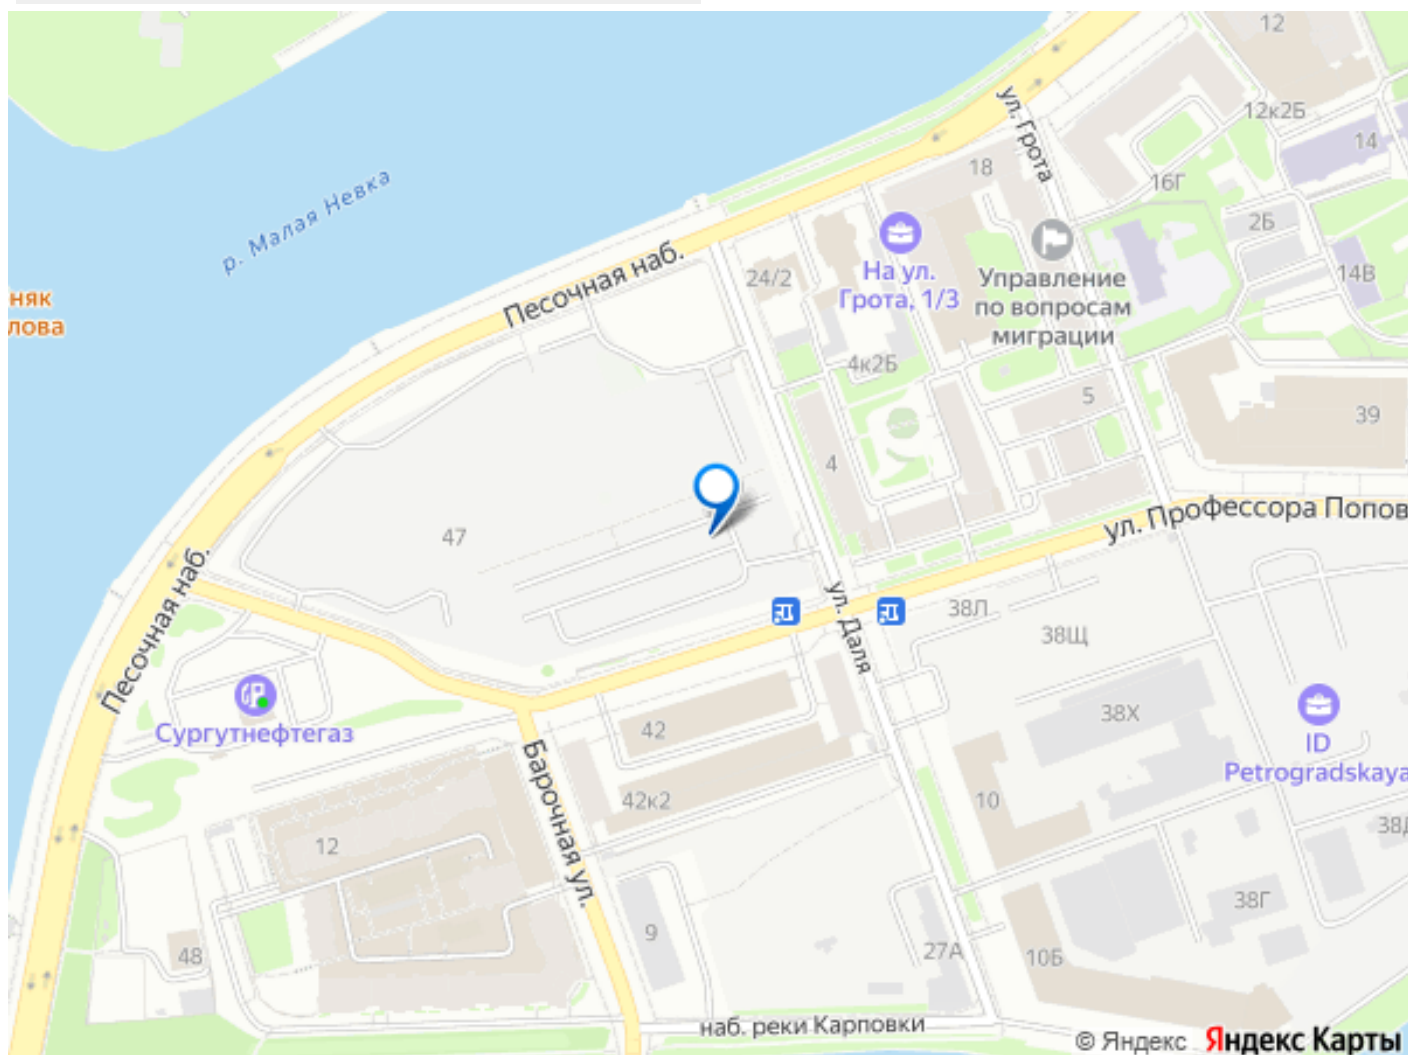 12
ул. Грота
12к2Б
14
18
16Г
р. Малая Невка
2Б
На ул.
Грота, 1/3
Управление
по вопросам
миграции
14В
24/2
Песочная наб.
няк
лова
4к2Б
5
39
4
47
ул. Профессора Попов
Песочная наб.
ул. Даля
38Л
38Щ
Сургутнефтегаз
42
38Х
ID
Petrogradskaya
Барочная ул.
42к2
10
38Д
12
38Г
9
48
27А
10Б
наб. реки Карповки
© Яндекс Яндекс Карты